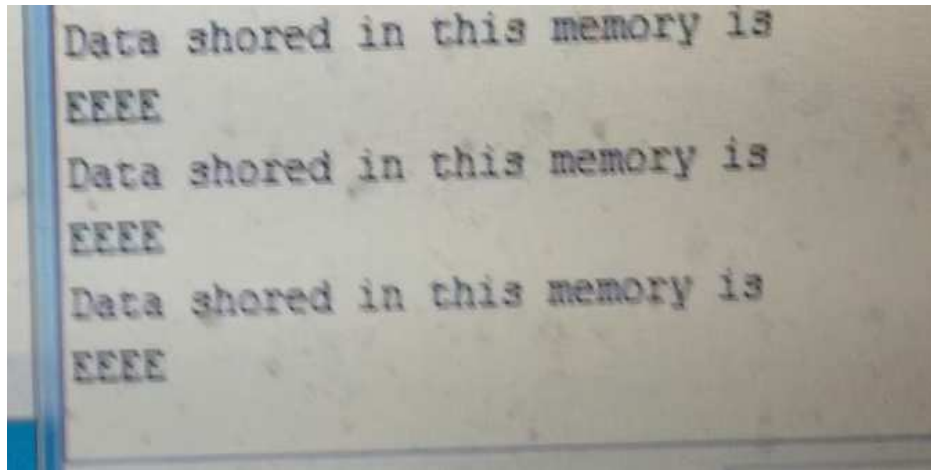 Data shored in this memory is
EEEE
Data shored in this memory is
EEEE
Data shored in this memory is
EEEE